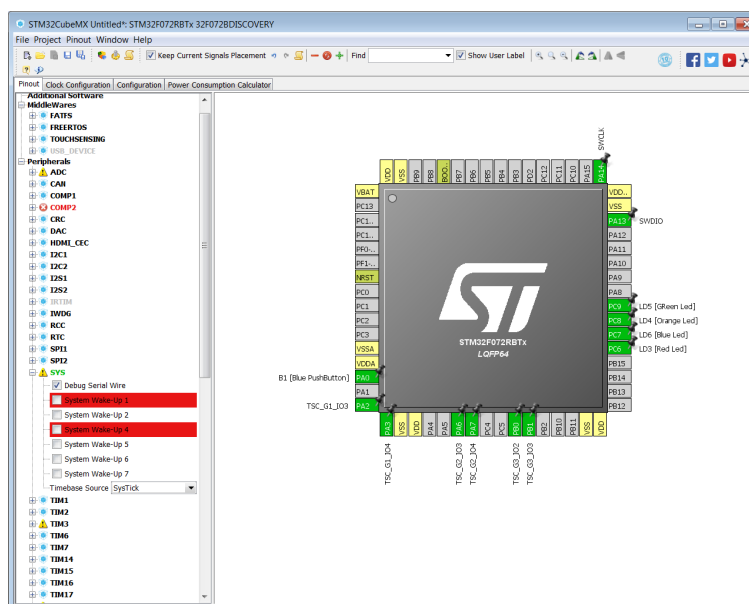 STM32CubeMX Untitled*: STM32F072RBTx 32F072BDISCOVERY
File Project Pinout Window Help
Keep Current Signals Placement
Find
Show User Label
Pinout Clock Configuration Configuration Power Consumption Calculator
Additional Software
MiddleWares
FATFS
FREERTOS
TOUCHSENSING
USB_DEVICE
Peripherals
ADC
CAN
COMP1
COMP2
CRC
DAC
HDMI_CEC
I2C1
I2C2
I2S1
I2S2
IRTIM
IWDG
RCC
RTC
SPI1
SPI2
SYS
Debug Serial Wire
System Wake-Up 1
System Wake-Up 2
System Wake-Up 4
System Wake-Up 5
System Wake-Up 6
System Wake-Up 7
Timebase Source SysTick
TIM1
TIM2
TIM3
TIM6
TIM7
TIM14
TIM15
TIM16
TIM17
SWCLK
VDD VSS PB9 PB8 BOO.. PB7 PB6 PB5 PB4 PB3 PD2 PC12 PC11 PC10 PA15 PA14
VBAT
PC13
PC1..
PC1..
PF0-..
PF1-..
NRST
PC0
PC1
PC2
PC3
VSSA
VDDA
B1 [Blue PushButton] PA0
PA1
TSC_G1_IO3 PA2
ST
STM32F072RBTx
LQFP64
VDD..
VSS
PA13 SWDIO
PA12
PA11
PA10
PA9
PA8
PC9 LD5 [GReen Led]
PC8 LD4 [Orange Led]
PC7 LD6 [Blue Led]
PC6 LD3 [Red Led]
PB15
PB14
PB13
PB12
PA3 VSS VDD PA4 PA5 PA6 PA7 PC4 PC5 PB0 PB1 PB2 PB10 PB11 VSS VDD
TSC_G1_IO4 TSC_G2_IO3 TSC_G2_IO4 TSC_G3_IO2 TSC_G3_IO3